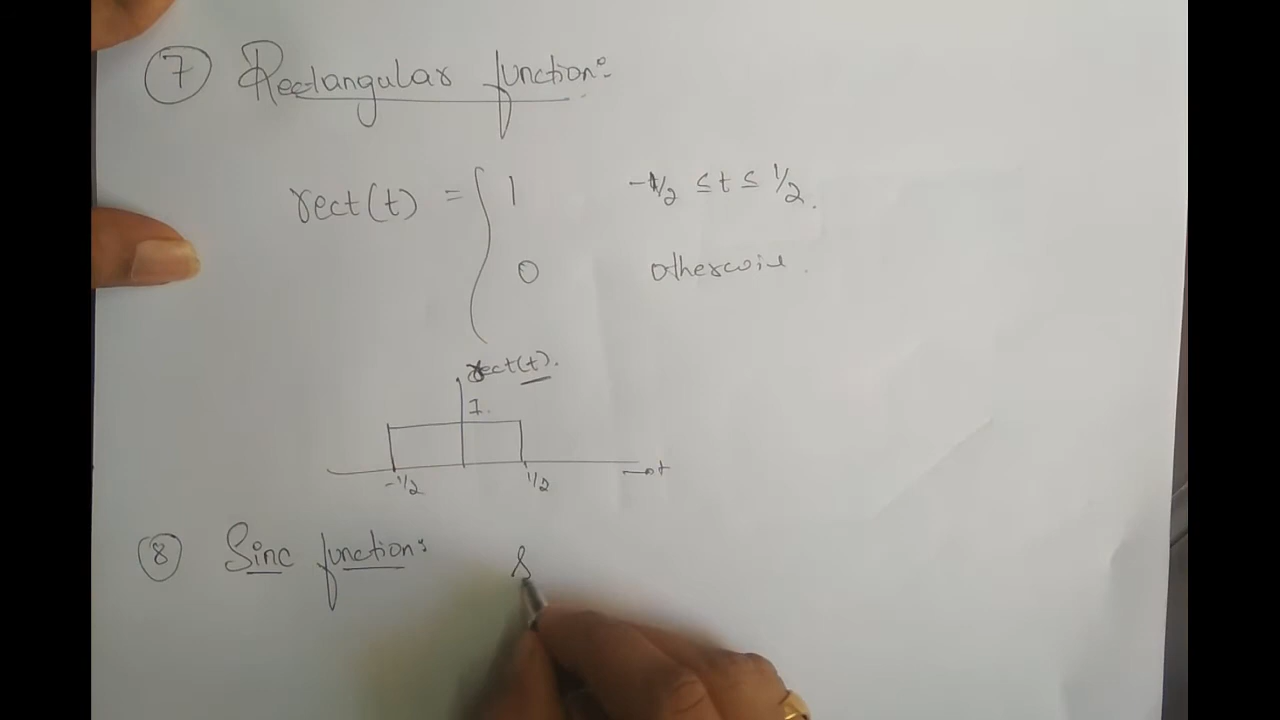 ⑦ Rectangular function:-
rect(t) = { 1 -1/2 ≤ t ≤ 1/2.
0 otherwise.
rect(t).
1.
-1/2 1/2 →t
⑧ Sinc function: S